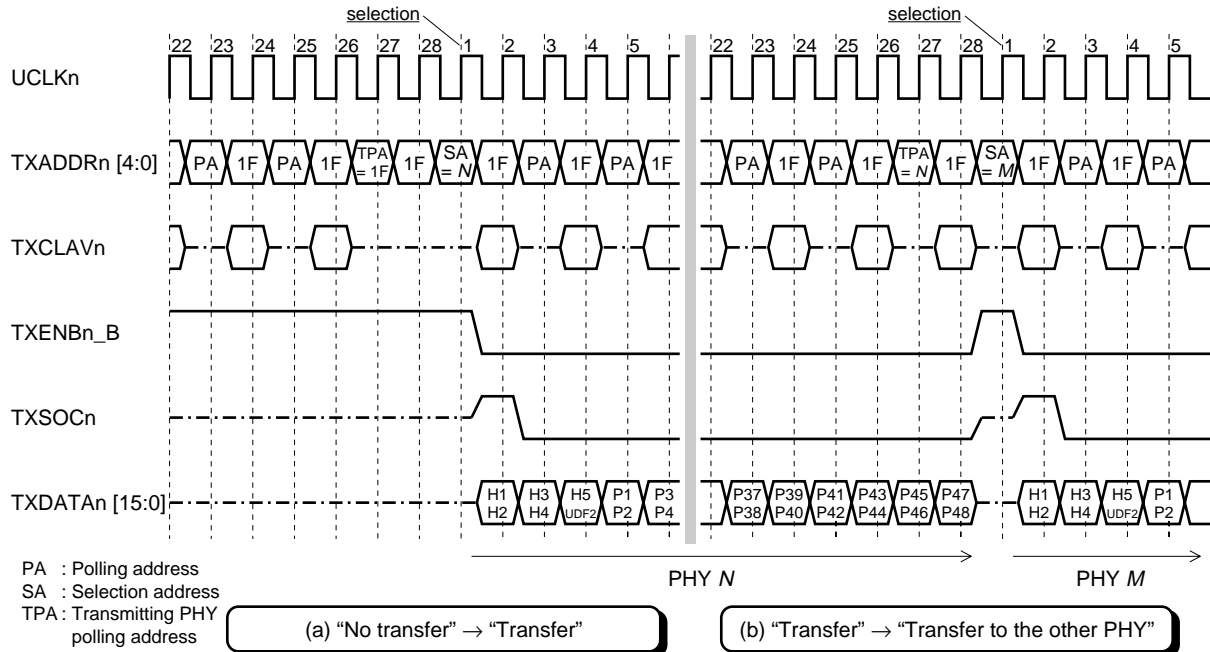 selection selection
22 23 24 25 26 27 28 1 2 3 4 5 22 23 24 25 26 27 28 1 2 3 4 5
UCLKn
TXADDRn [4:0] PA 1F PA 1F TPA = 1F 1F SA = N 1F PA 1F PA 1F PA 1F PA 1F TPA = N 1F SA = M 1F PA 1F PA
TXCLAVn
TXENBn_B
TXSOCn
H1 H3 H5 P1 P3 P37 P39 P41 P43 P45 P47 H1 H3 H5 P1
TXDATAn [15:0]
H2 H4 UDF2 P2 P4 P38 P40 P42 P44 P46 P48 H2 H4 UDF2 P2
PHY N PHY M
PA : Polling address
SA : Selection address
TPA : Transmitting PHY
polling address
(a) “No transfer” → “Transfer”
(b) “Transfer” → “Transfer to the other PHY”